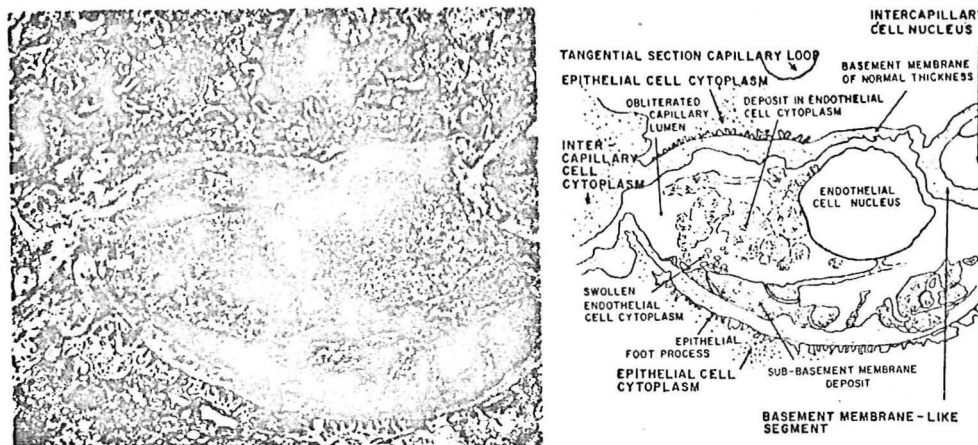 INTERCAPILLARY
CELL NUCLEUS
TANGENTIAL SECTION CAPILLARY LOOP
BASEMENT MEMBRANE
OF NORMAL THICKNESS
EPITHELIAL CELL CYTOPLASM
OBLITERATED
CAPILLARY
LUMEN
DEPOSIT IN ENDOTHELIAL
CELL CYTOPLASM
INTER-
CAPILLARY
CELL
CYTOPLASM
ENDOTHELIAL
CELL NUCLEUS
SWOLLEN
ENDOTHELIAL
CELL CYTOPLASM
EPITHELIAL
FOOT PROCESS
EPITHELIAL CELL
CYTOPLASM
SUB-BASEMENT MEMBRANE
DEPOSIT
BASEMENT MEMBRANE-LIKE
SEGMENT